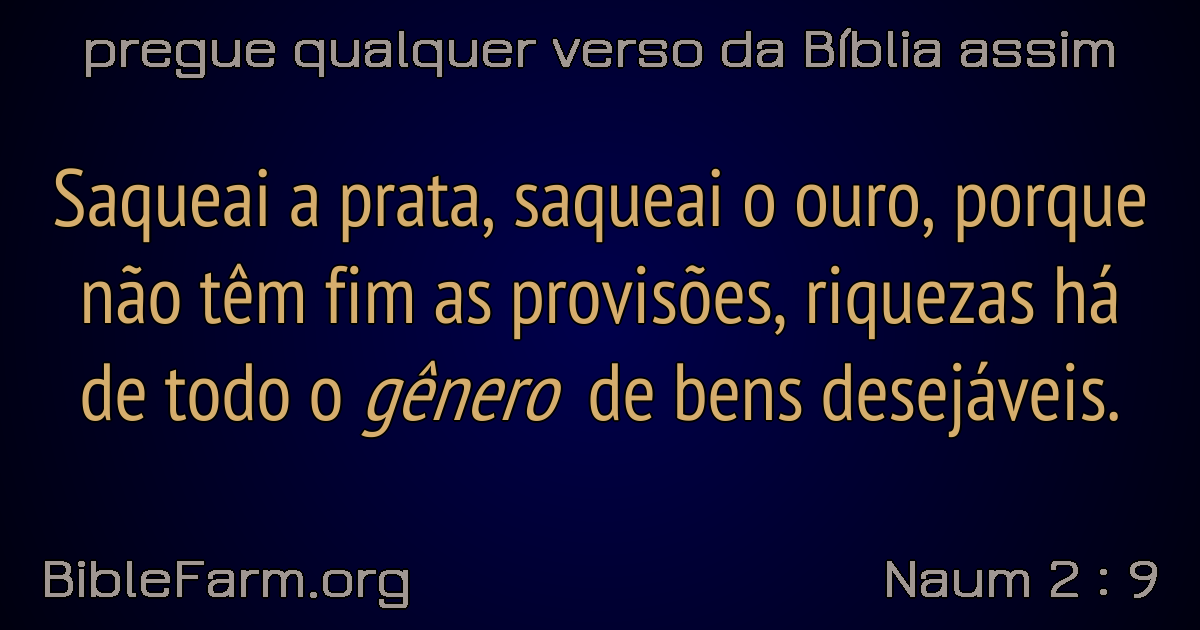 pregue qualquer verso da Bíblia assim
Saqueai a prata, saqueai o ouro, porque
não têm fim as provisões, riquezas há
de todo o gênero de bens desejáveis.
BibleFarm.org
Naum 2 : 9